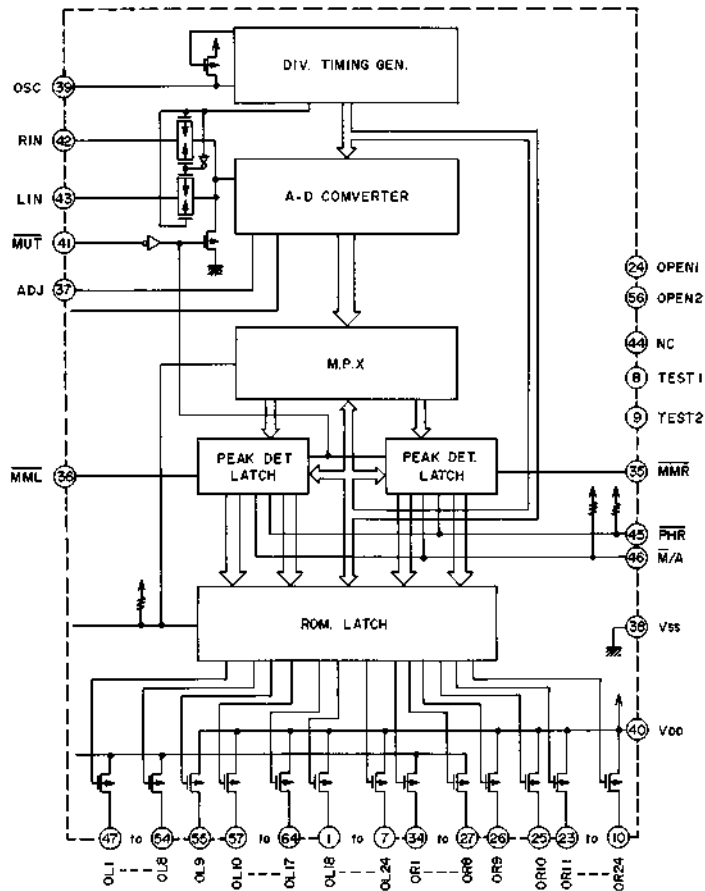 DIV. TIMING GEN.
OSC 39
RIN 42
A-D COMVERTER
LIN 43
MUT 41
ADJ 37
24 OPEN1
56 OPEN2
44 NC
8 TEST1
9 TEST2
M.P.X
PEAK DET LATCH
PEAK DET. LATCH
MML 36
35 MMR
45 PHR
46 M/A
ROM. LATCH
38 VSS
40 VDD
47 to 54 55 57 to 64 1 to 7 34 to 27 26 25 23 to 10
OL1 ---- OL8 OL9 OL10 ---- OL17 OL18 ---- OL24 OR1 ---- OR8 OR9 OR10 OR11 ---- OR24